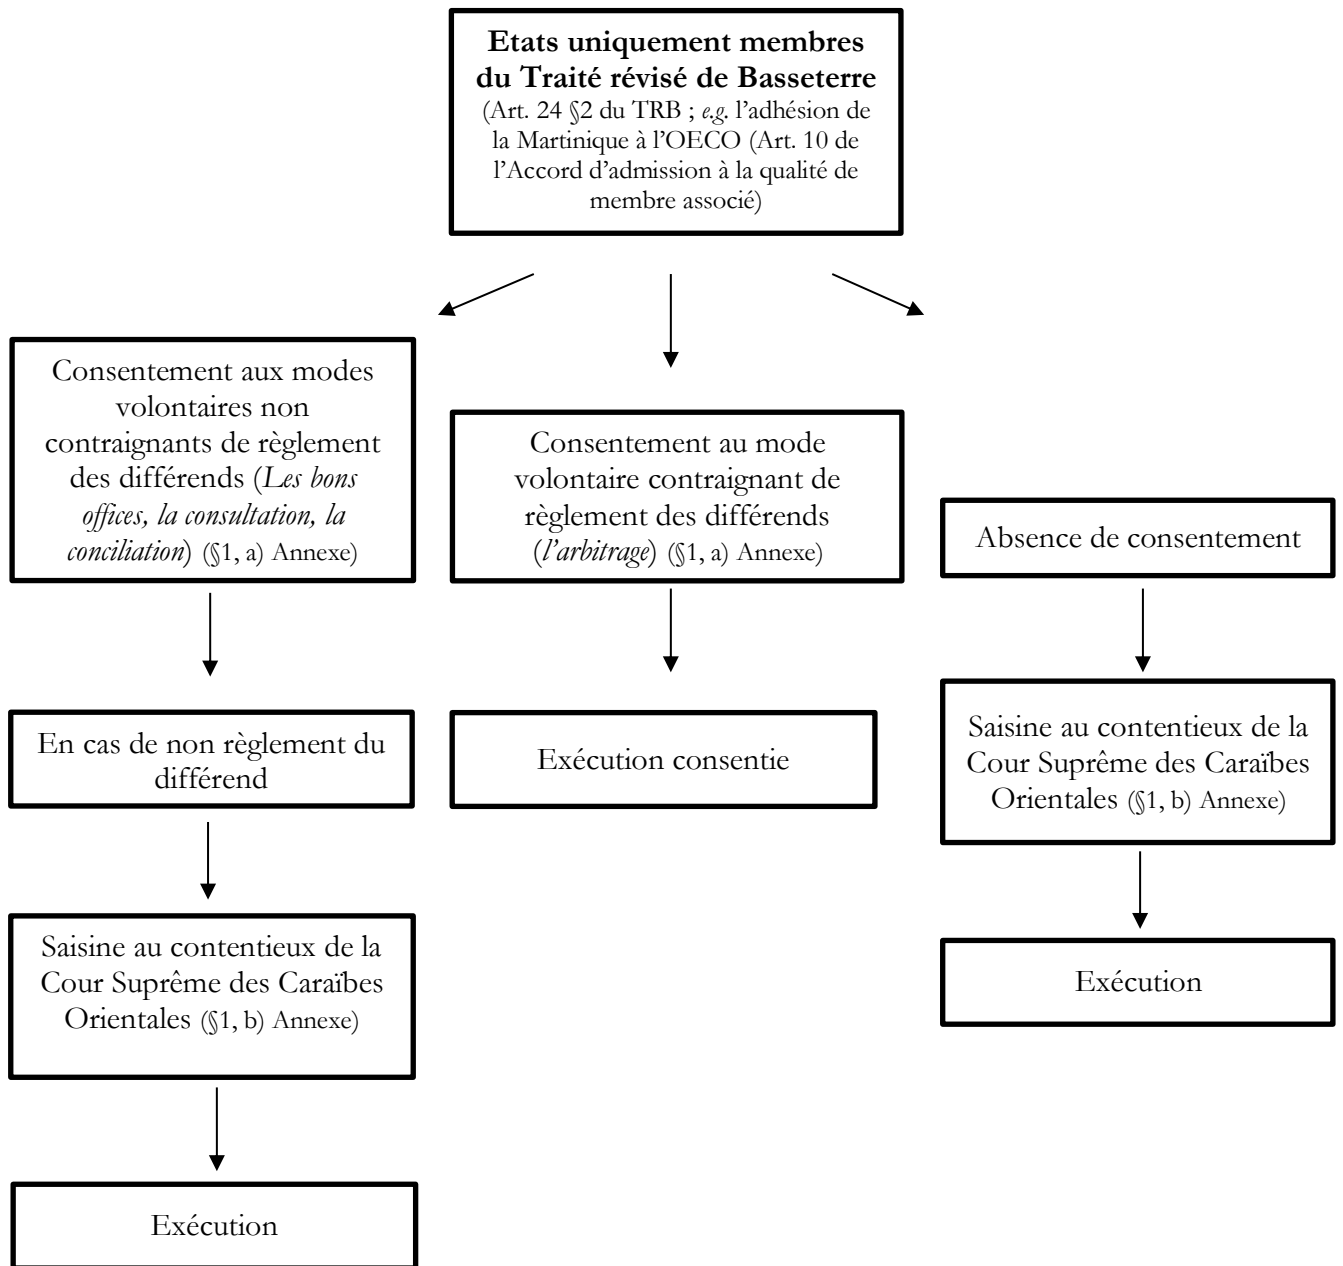 Etats uniquement membres
du Traité révisé de Basseterre
(Art. 24 §2 du TRB ; e.g. l’adhésion de
la Martinique à l’OECO (Art. 10 de
l’Accord d’admission à la qualité de
membre associé)
Consentement aux modes
volontaires non
contraignants de règlement
des différends (Les bons
offices, la consultation, la
conciliation) (§1, a) Annexe)
Consentement au mode
volontaire contraignant de
règlement des différends
(l’arbitrage) (§1, a) Annexe)
Absence de consentement
En cas de non règlement du
différend
Exécution consentie
Saisine au contentieux de la
Cour Suprême des Caraïbes
Orientales (§1, b) Annexe)
Saisine au contentieux de la
Cour Suprême des Caraïbes
Orientales (§1, b) Annexe)
Exécution
Exécution